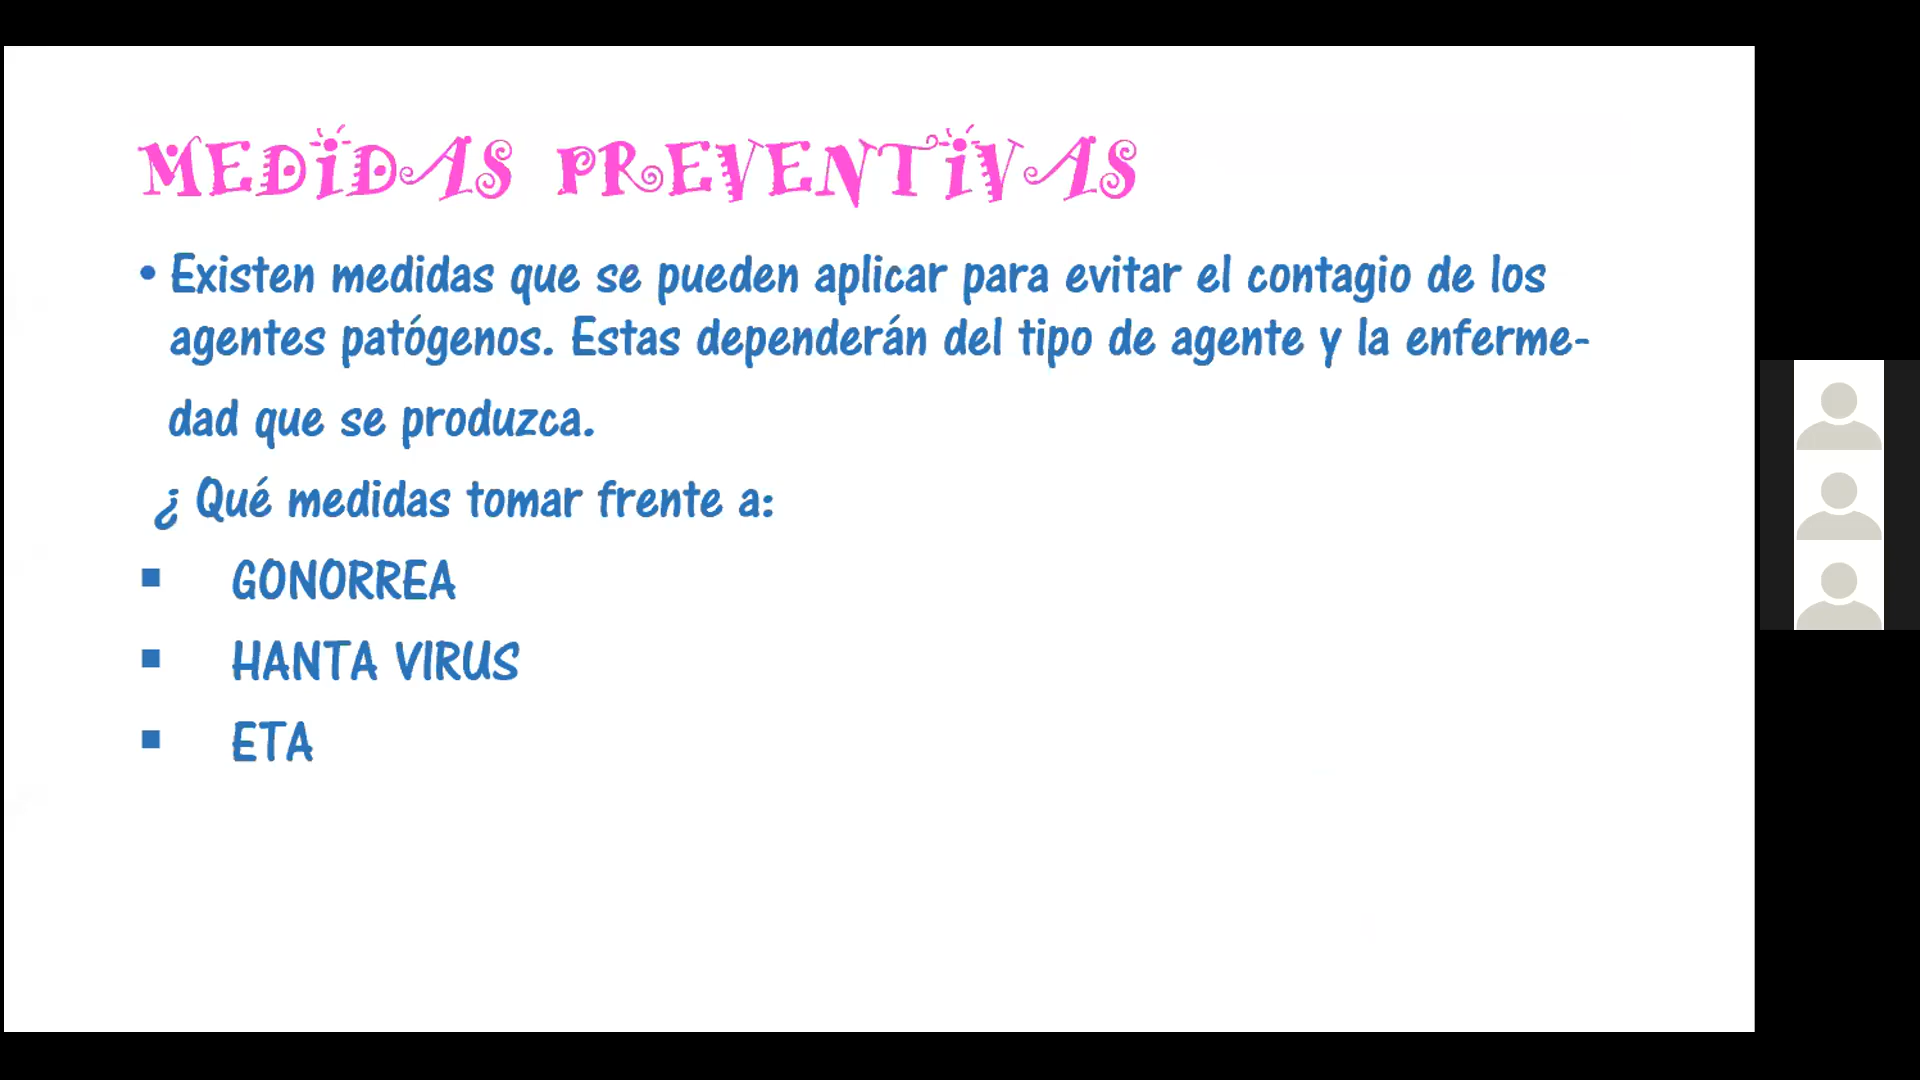 MEDIDAS PREVENTIVAS
• Existen medidas que se pueden aplicar para evitar el contagio de los
agentes patógenos. Estas dependerán del tipo de agente y la enferme-
dad que se produzca.
¿ Qué medidas tomar frente a:
▪ GONORREA
▪ HANTA VIRUS
▪ ETA